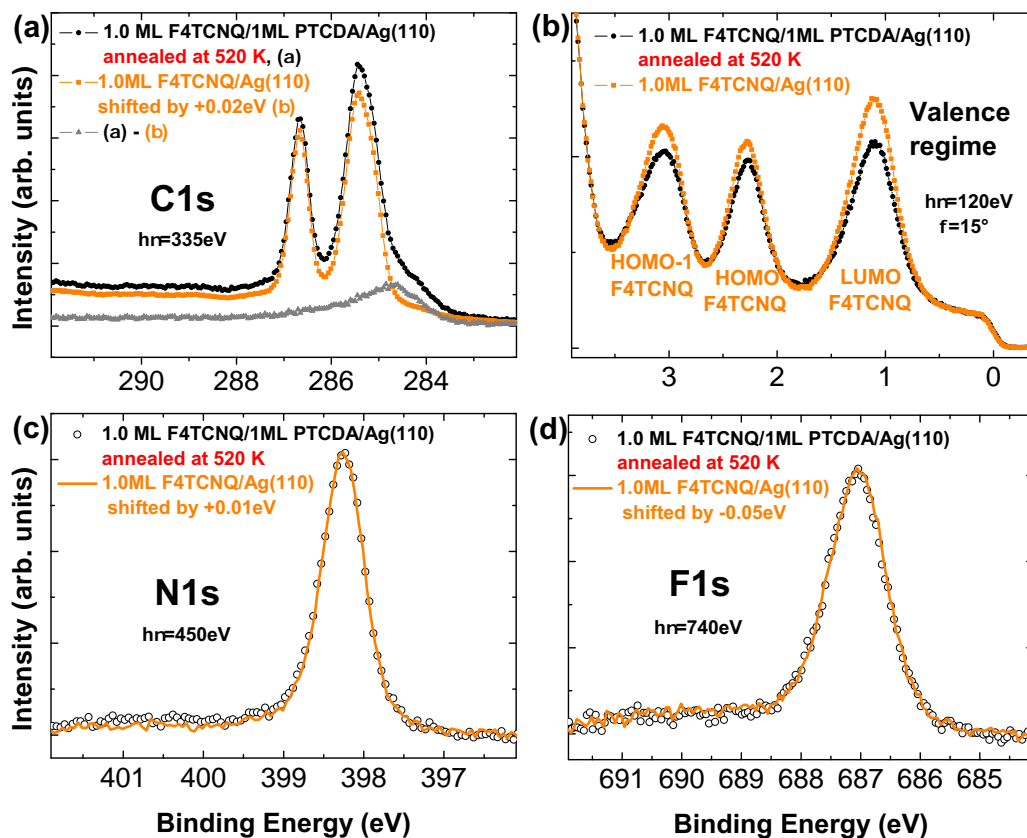 (a)
1.0 ML F4TCNQ/1ML PTCDA/Ag(110)
annealed at 520 K, (a)
1.0ML F4TCNQ/Ag(110)
shifted by +0.02eV (b)
(a) - (b)
C1s
hn=335eV
Intensity (arb. units)
290 288 286 284
(b)
1.0 ML F4TCNQ/1ML PTCDA/Ag(110)
annealed at 520 K
1.0ML F4TCNQ/Ag(110)
Valence
regime
hn=120eV
f=15°
HOMO-1
F4TCNQ
HOMO
F4TCNQ
LUMO
F4TCNQ
3 2 1 0
(c)
1.0 ML F4TCNQ/1ML PTCDA/Ag(110)
annealed at 520 K
1.0ML F4TCNQ/Ag(110)
shifted by +0.01eV
N1s
hn=450eV
Intensity (arb. units)
401 400 399 398 397
Binding Energy (eV)
(d)
1.0 ML F4TCNQ/1ML PTCDA/Ag(110)
annealed at 520 K
1.0ML F4TCNQ/Ag(110)
shifted by -0.05eV
F1s
hn=740eV
691 690 689 688 687 686 685
Binding Energy (eV)